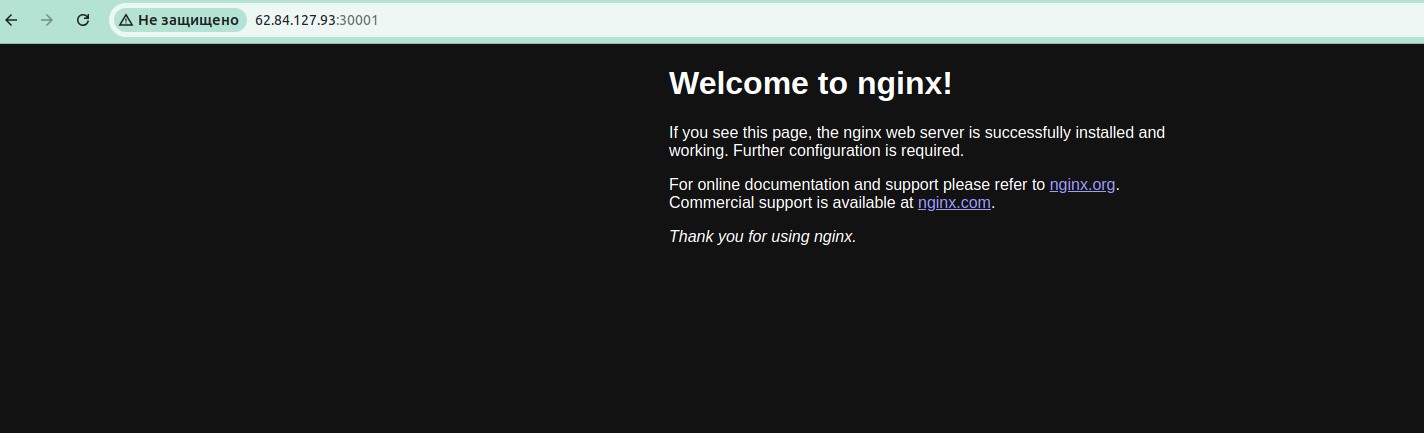 Не защищено 62.84.127.93:30001
Welcome to nginx!
If you see this page, the nginx web server is successfully installed and
working. Further configuration is required.
For online documentation and support please refer to nginx.org.
Commercial support is available at nginx.com.
Thank you for using nginx.